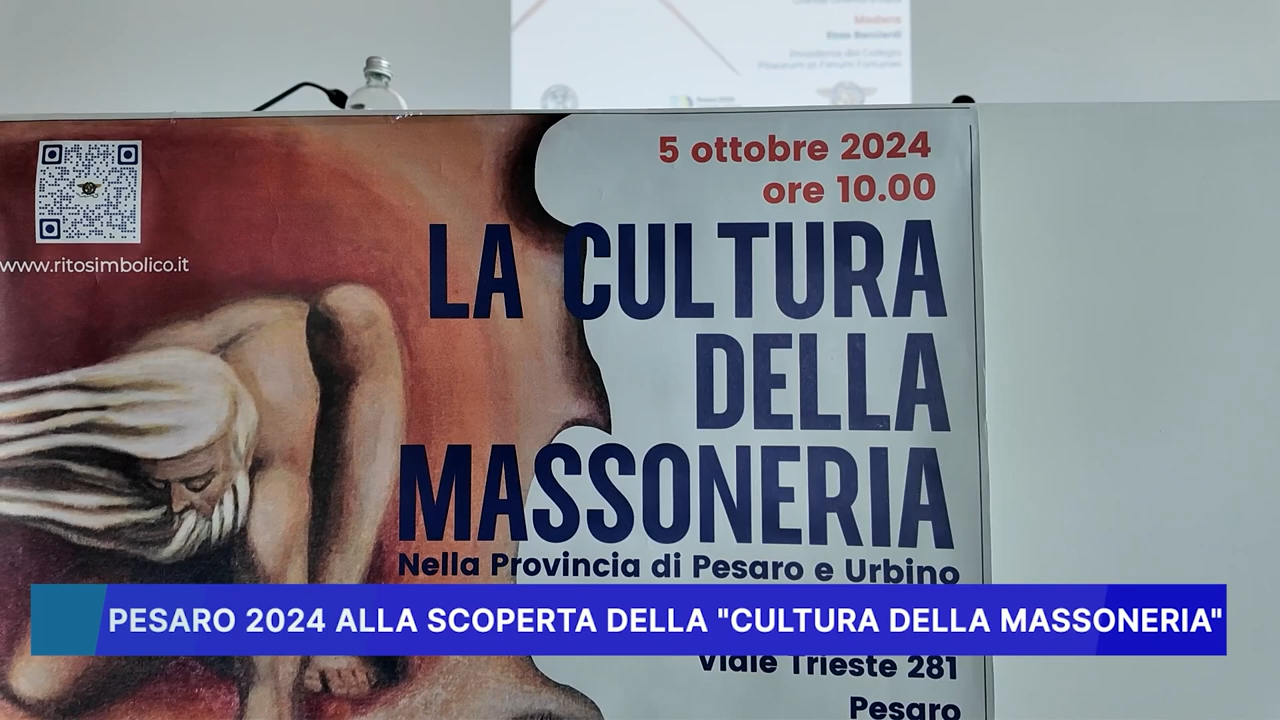 Modena
5 ottobre 2024
ore 10.00
www.ritosimbolico.it
LA CULTURA
DELLA
MASSONERIA
Nella Provincia di Pesaro e Urbino
PESARO 2024 ALLA SCOPERTA DELLA "CULTURA DELLA MASSONERIA"
Viale Trieste 281
Pesaro